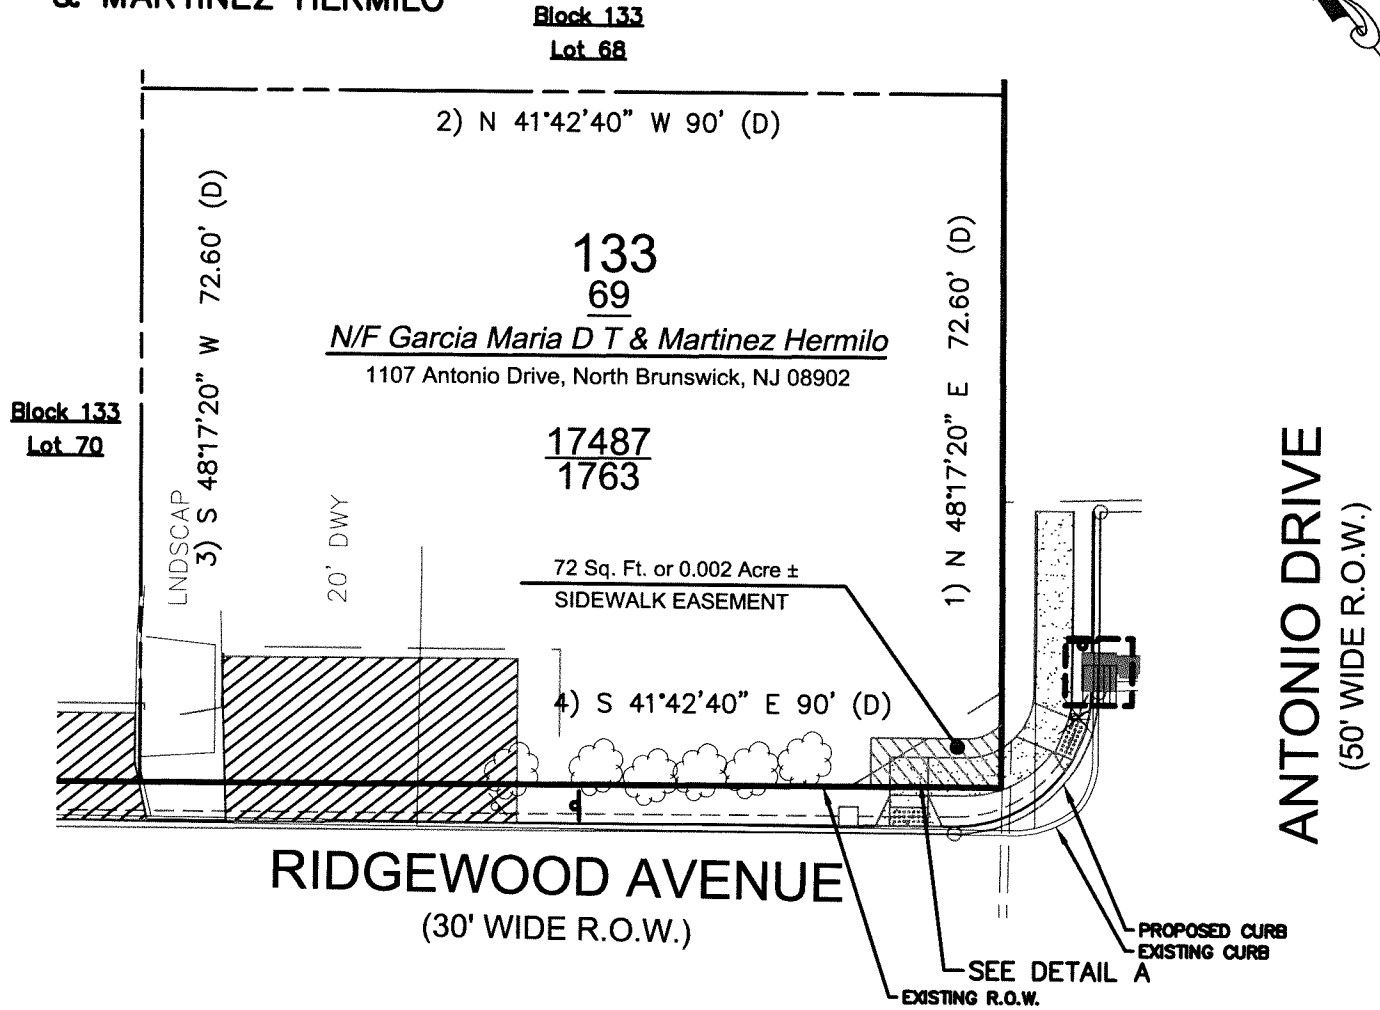 & MARTINEZ HERMILO
Block 133
Lot 68
2) N 41°42'40" W 90' (D)
3) S 48°17'20" W 72.60' (D)
1) N 48°17'20" E 72.60' (D)
133
69
N/F Garcia Maria D T & Martinez Hermilo
1107 Antonio Drive, North Brunswick, NJ 08902
Block 133
Lot 70
17487
1763
LNDSCAP
20' DWY
72 Sq. Ft. or 0.002 Acre ±
SIDEWALK EASEMENT
4) S 41°42'40" E 90' (D)
ANTONIO DRIVE
(50' WIDE R.O.W.)
RIDGEWOOD AVENUE
(30' WIDE R.O.W.)
PROPOSED CURB
EXISTING CURB
SEE DETAIL A
EXISTING R.O.W.